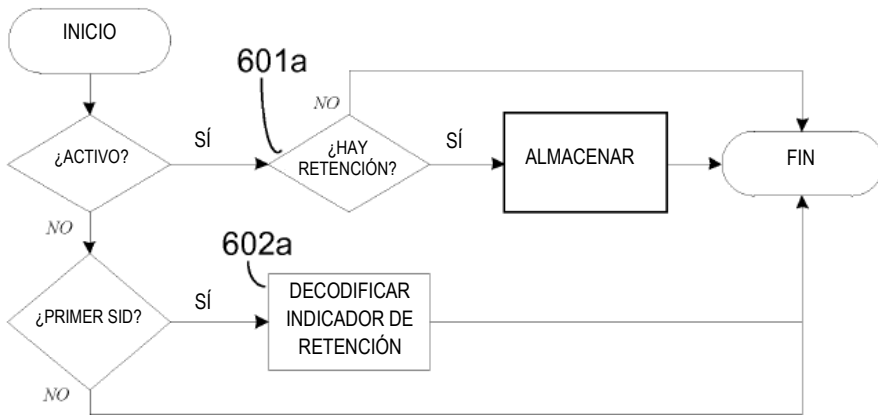 INICIO
601a
NO
¿ACTIVO?
SÍ
¿HAY
RETENCIÓN?
SÍ
ALMACENAR
FIN
NO
602a
¿PRIMER SID?
SÍ
DECODIFICAR
INDICADOR DE
RETENCIÓN
NO